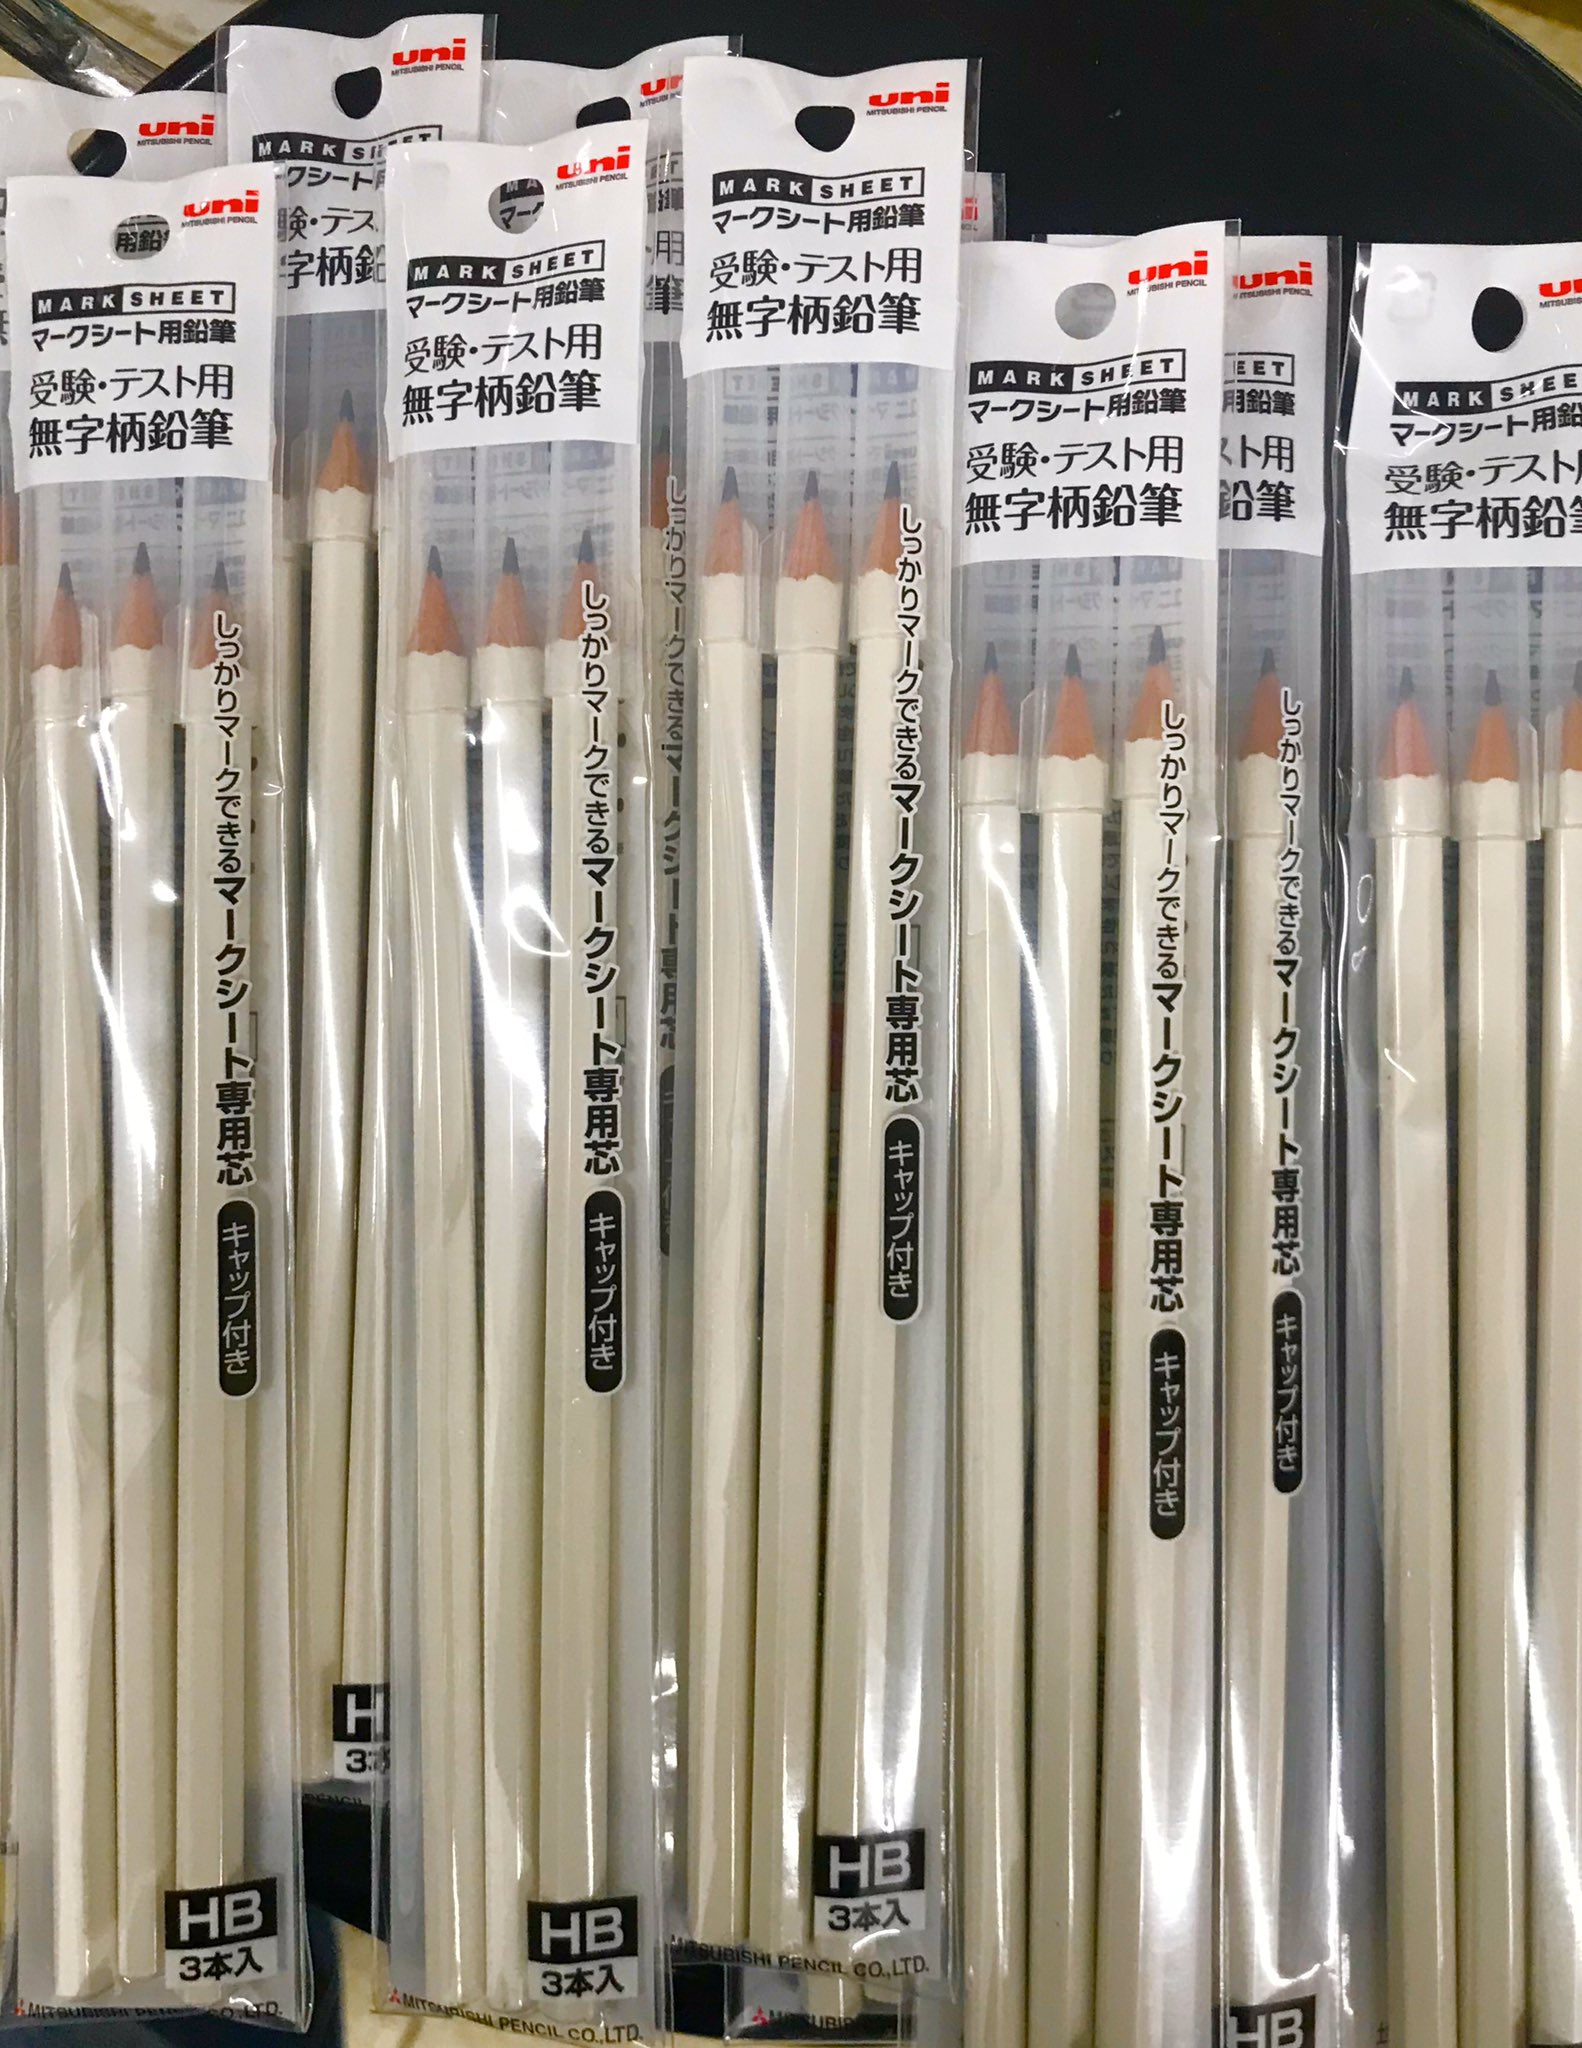 uni
MITSUBISHI PENCIL
MARK SHEET
マークシート用鉛筆
受験・テスト用
無字柄鉛筆
しっかりマークできるマークシート専用芯
キャップ付き
HB
3本入
MITSUBISHI PENCIL CO.,LTD.
uni
MITSUBISHI PENCIL
uni
MITSUBISHI PENCIL
MARK
uni
MITSUBISHI PENCIL
MARK SHEET
マークシート用鉛筆
受験・テスト用
無字柄鉛筆
しっかりマークできるマークシート専用芯
キャップ付き
HB
3本入
MITSUBISHI PENCIL CO.,LTD.
uni
MITSUBISHI PENCIL
MARK SHEET
マークシート用鉛筆
受験・テスト用
無字柄鉛筆
しっかりマークできるマークシート専用芯
キャップ付き
HB
3本入
MITSUBISHI PENCIL CO.,LTD.
uni
MITSUBISHI PENCIL
MARK SHEET
マークシート用鉛筆
受験・テスト用
無字柄鉛筆
しっかりマークできるマークシート専用芯
キャップ付き
uni
MITSUBISHI PENCIL
鉛筆
しっかりマークできるマークシート専用芯
キャップ付き
HB
MITSUBISHI
MARK SHEE
マークシート用鉛
受験・テスト用
無字柄鉛筆